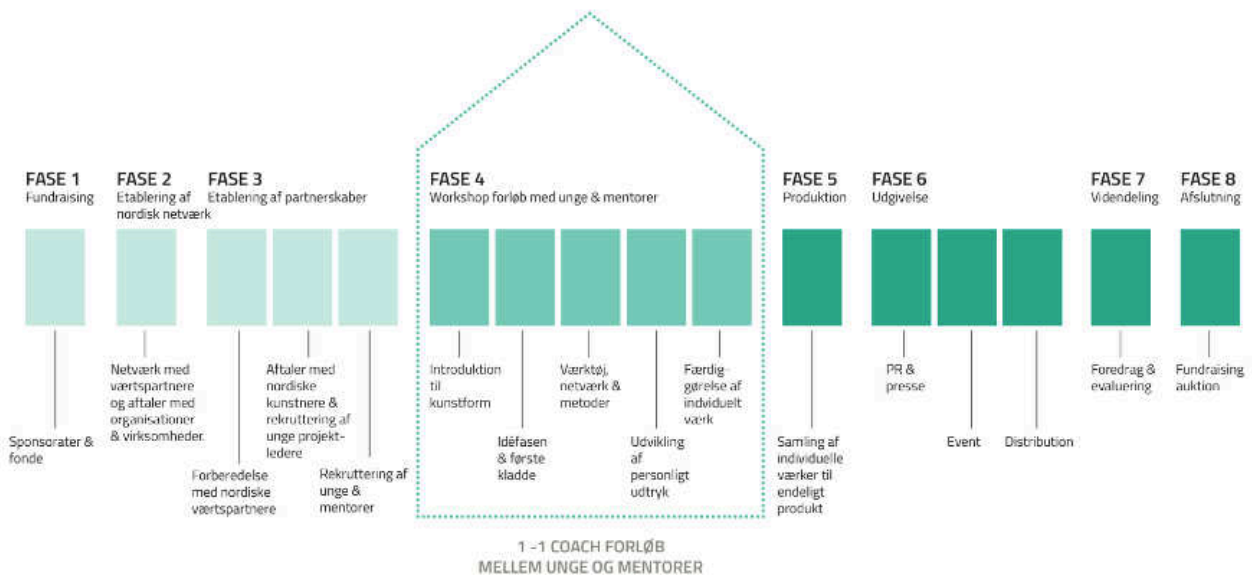 FASE 1
Fundraising
FASE 2
Etablering af
nordisk netværk
FASE 3
Etablering af partnerskaber
FASE 4
Workshop forløb med unge & mentorer
FASE 5
Produktion
FASE 6
Udgivelse
FASE 7
Videndeling
FASE 8
Afslutning
Sponsorater &
fonde
Netværk med
værtspartnere
og aftaler med
organisationer
& virksomheder.
Forberedelse
med nordiske
værtspartnere
Aftaler med
nordiske
kunstnere &
rekruttering af
unge projekt-
ledere
Rekruttering af
unge &
mentorer
Introduktion
til
kunstform
Idéfasen
& første
kladde
Værktøj,
netværk &
metoder
Udvikling
af
personligt
udtryk
Færdig-
gørelse af
individuelt
værk
Samling af
individuelle
værker til
endeligt
produkt
PR &
presse
Event
Distribution
Foredrag &
evaluering
Fundraising
auktion
1 -1 COACH FORLØB
MELLEM UNGE OG MENTORER